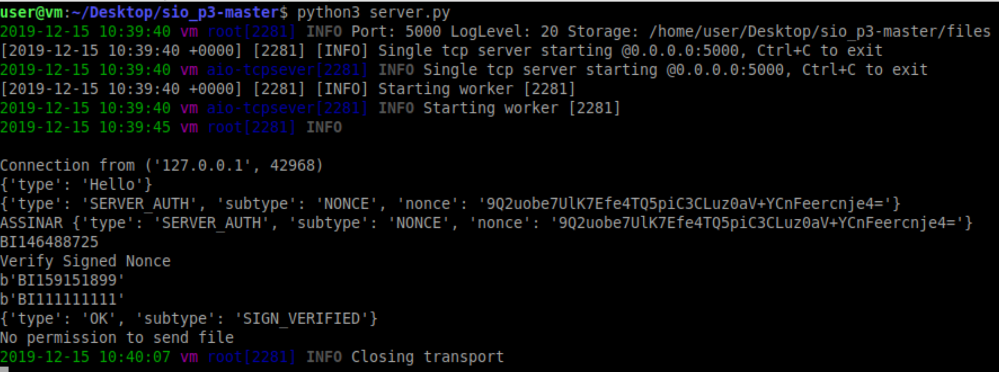 user@vm:~/Desktop/sio_p3-master$ python3 server.py
2019-12-15 10:39:40 vm root[2281] INFO Port: 5000 LogLevel: 20 Storage: /home/user/Desktop/sio_p3-master/files
[2019-12-15 10:39:40 +0000] [2281] [INFO] Single tcp server starting @0.0.0.0:5000, Ctrl+C to exit
2019-12-15 10:39:40 vm aio-tcpsever[2281] INFO Single tcp server starting @0.0.0.0:5000, Ctrl+C to exit
[2019-12-15 10:39:40 +0000] [2281] [INFO] Starting worker [2281]
2019-12-15 10:39:40 vm aio-tcpsever[2281] INFO Starting worker [2281]
2019-12-15 10:39:45 vm root[2281] INFO
Connection from ('127.0.0.1', 42968)
{'type': 'Hello'}
{'type': 'SERVER_AUTH', 'subtype': 'NONCE', 'nonce': '9Q2uobe7UlK7Efe4TQ5piC3CLuz0aV+YCnFeercnje4='}
ASSINAR {'type': 'SERVER_AUTH', 'subtype': 'NONCE', 'nonce': '9Q2uobe7UlK7Efe4TQ5piC3CLuz0aV+YCnFeercnje4='}
BI146488725
Verify Signed Nonce
b'BI159151899'
b'BI111111111'
{'type': 'OK', 'subtype': 'SIGN_VERIFIED'}
No permission to send file
2019-12-15 10:40:07 vm root[2281] INFO Closing transport